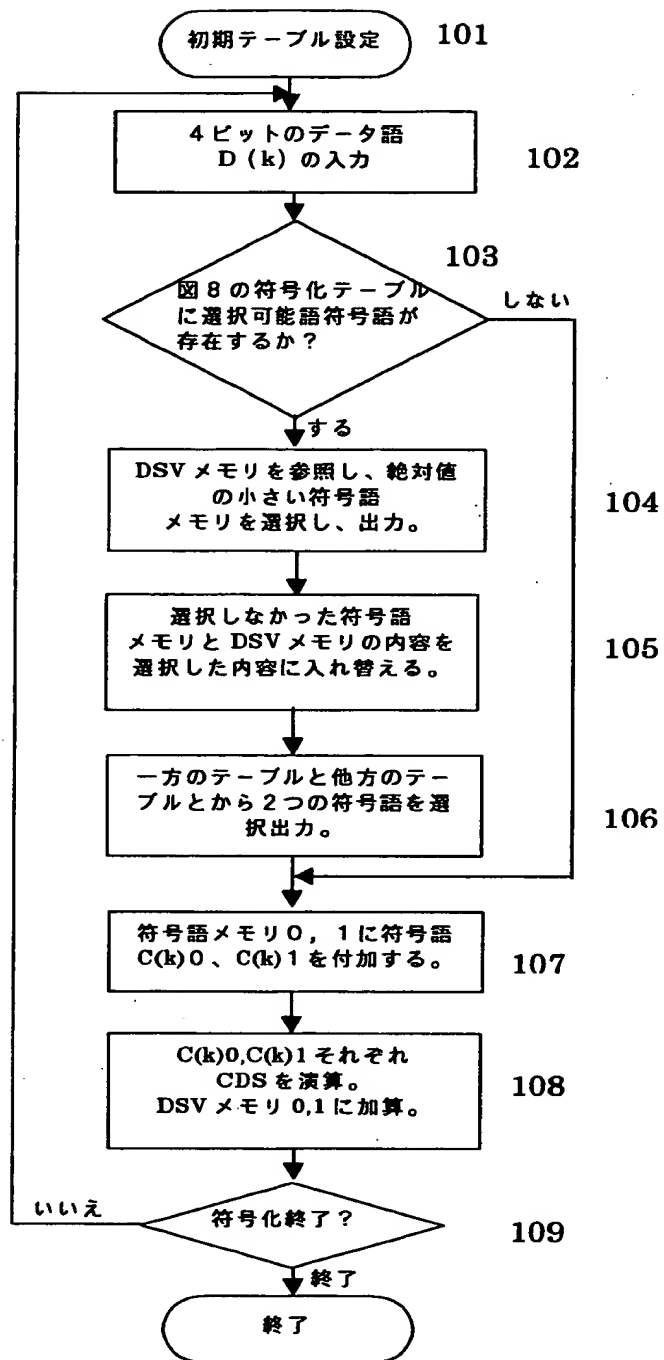 初期テーブル設定
101
4ビットのデータ語
D(k)の入力
102
103
図8の符号化テーブル
に選択可能語符号語が
存在するか？
しない
する
DSVメモリを参照し、絶対値
の小さい符号語
メモリを選択し、出力。
104
選択しなかった符号語
メモリとDSVメモリの内容を
選択した内容に入れ替える。
105
一方のテーブルと他方のテー
ブルとから2つの符号語を選
択出力。
106
符号語メモリ0，1に符号語
C(k)0、C(k)1を付加する。
107
C(k)0,C(k)1それぞれ
CDSを演算。
DSVメモリ0,1に加算。
108
いいえ
符号化終了？
109
終了
終了